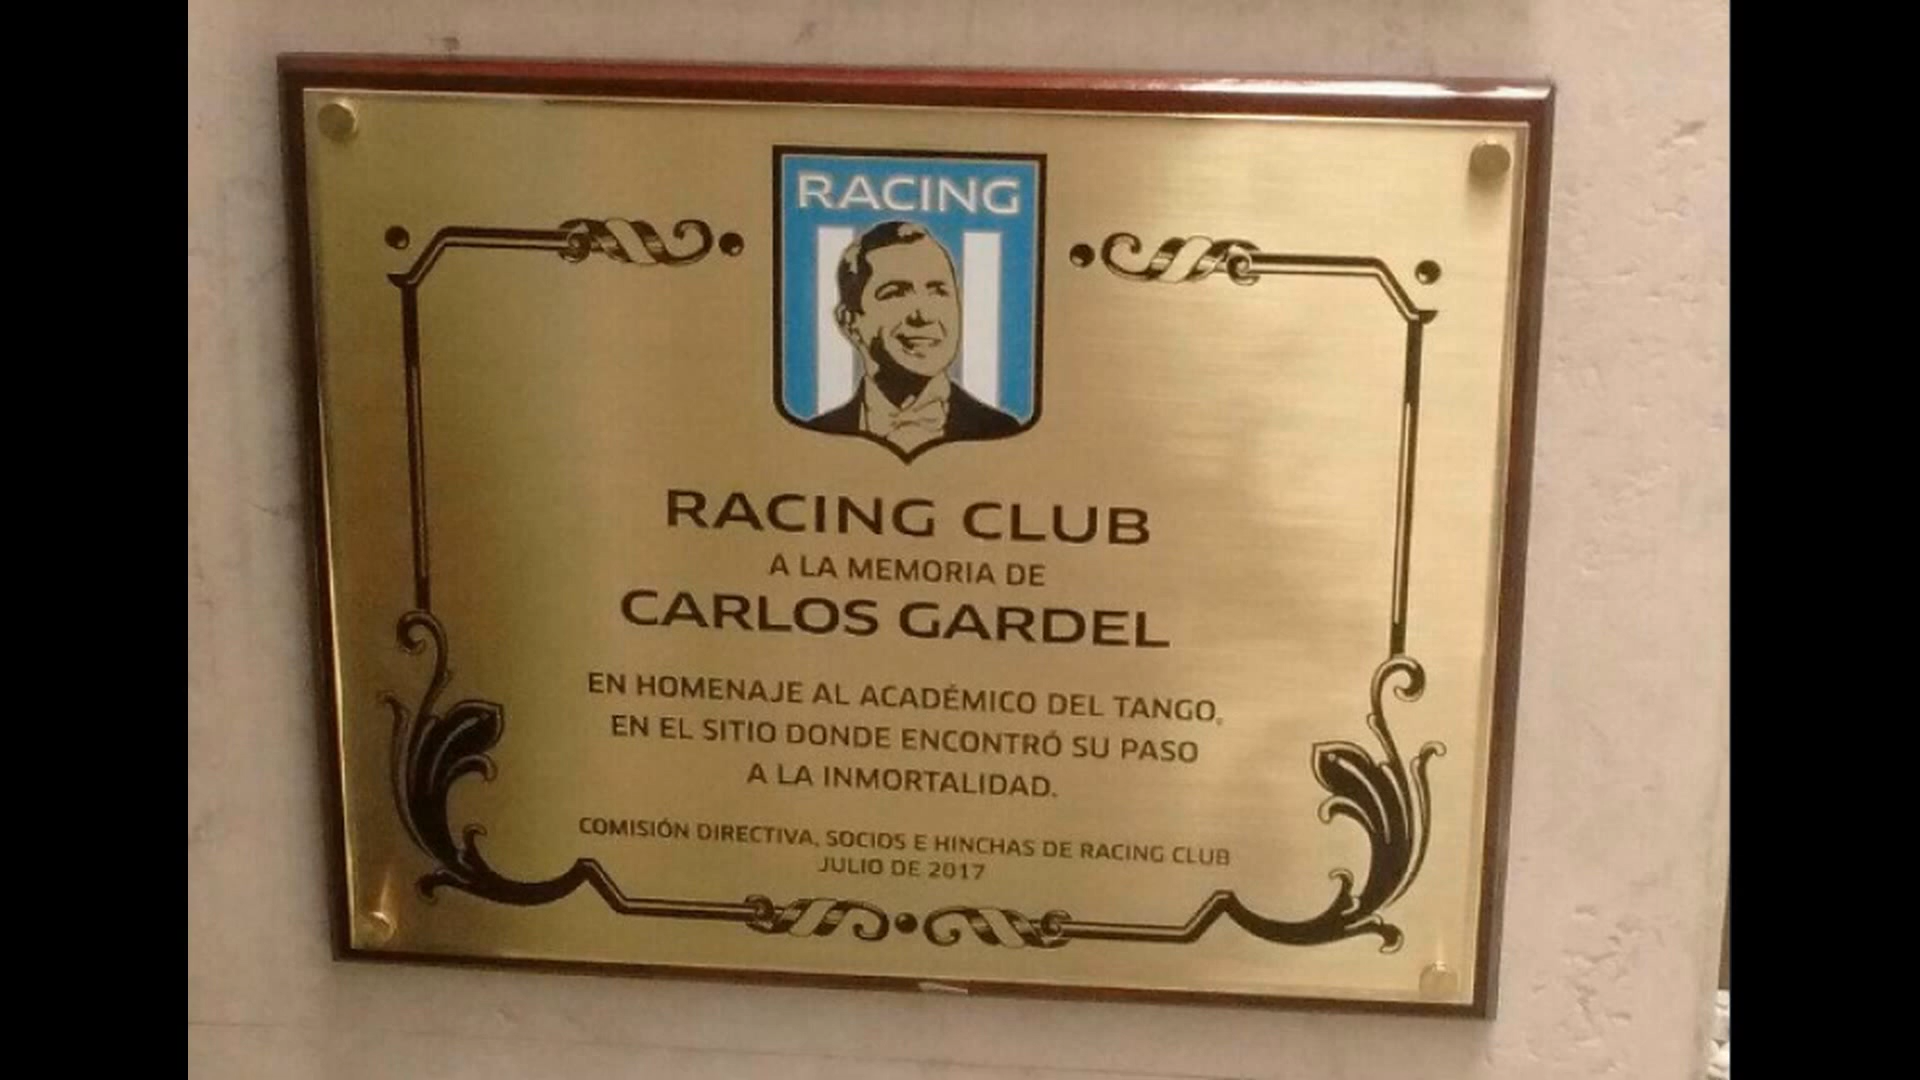 RACING
RACING CLUB
A LA MEMORIA DE
CARLOS GARDEL
EN HOMENAJE AL ACADÉMICO DEL TANGO,
EN EL SITIO DONDE ENCONTRÓ SU PASO
A LA INMORTALIDAD.
COMISIÓN DIRECTIVA, SOCIOS E HINCHAS DE RACING CLUB
JULIO DE 2017